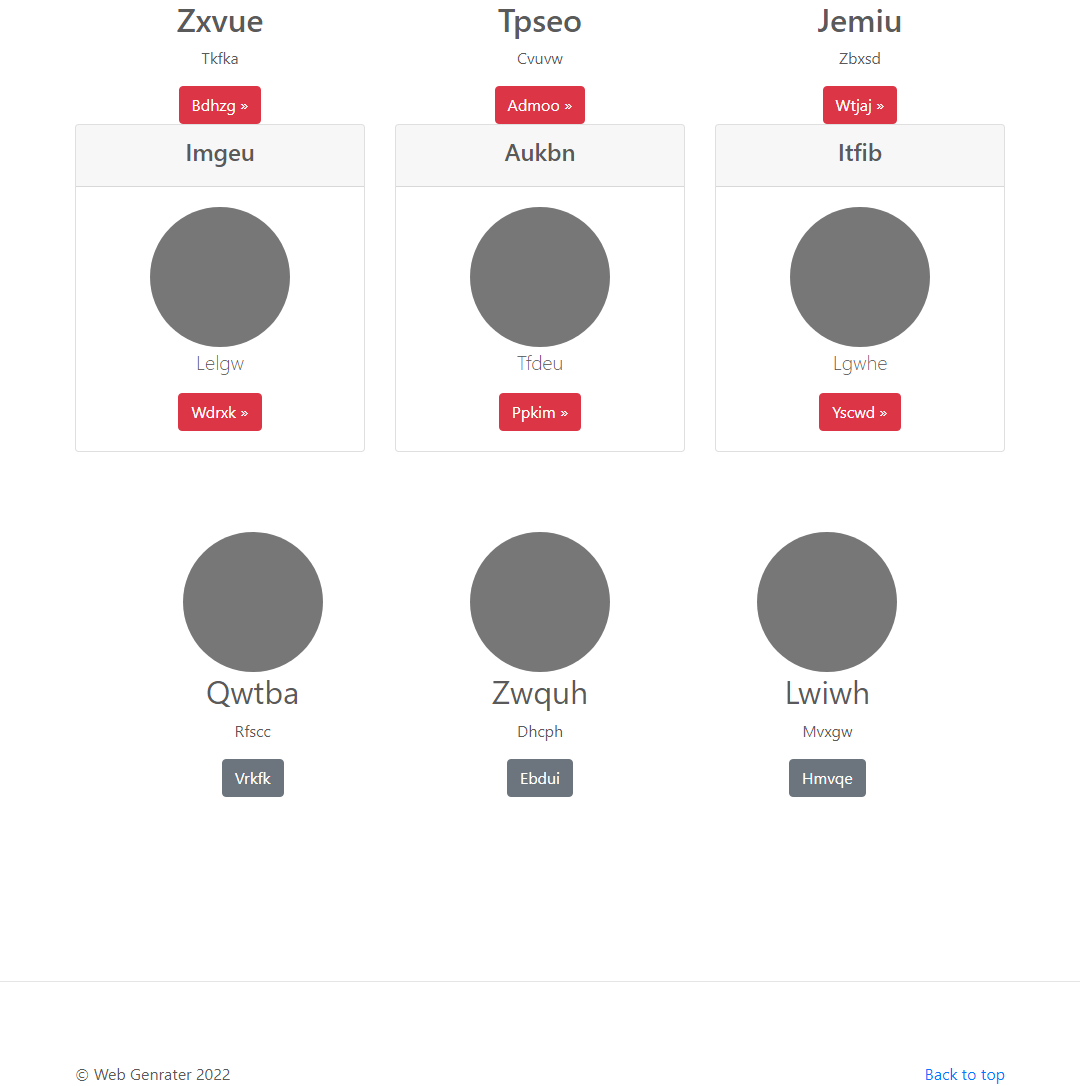 Zxvue Tpseo Jemiu
Tkfka Cvuvw Zbxsd
Bdhzg » Admoo » Wtjaj »
Imgeu Aukbn Itfib
Lelgw Tfdeu Lgwhe
Wdrxk » Ppkim » Yscwd »
Qwtba Zwquh Lwiwh
Rfscc Dhcph Mvxgw
Vrkfk Ebdui Hmvqe
© Web Genrater 2022 Back to top